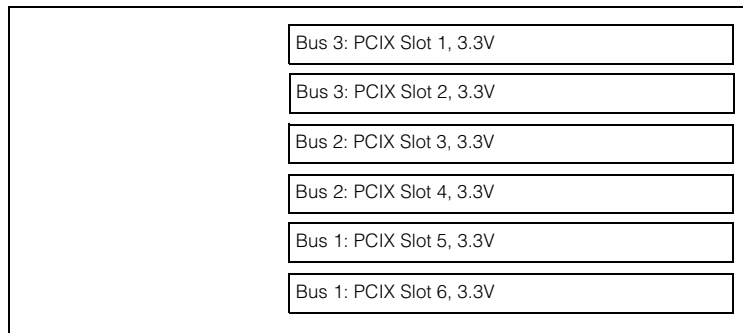 Bus 3: PCIX Slot 1, 3.3V
Bus 3: PCIX Slot 2, 3.3V
Bus 2: PCIX Slot 3, 3.3V
Bus 2: PCIX Slot 4, 3.3V
Bus 1: PCIX Slot 5, 3.3V
Bus 1: PCIX Slot 6, 3.3V